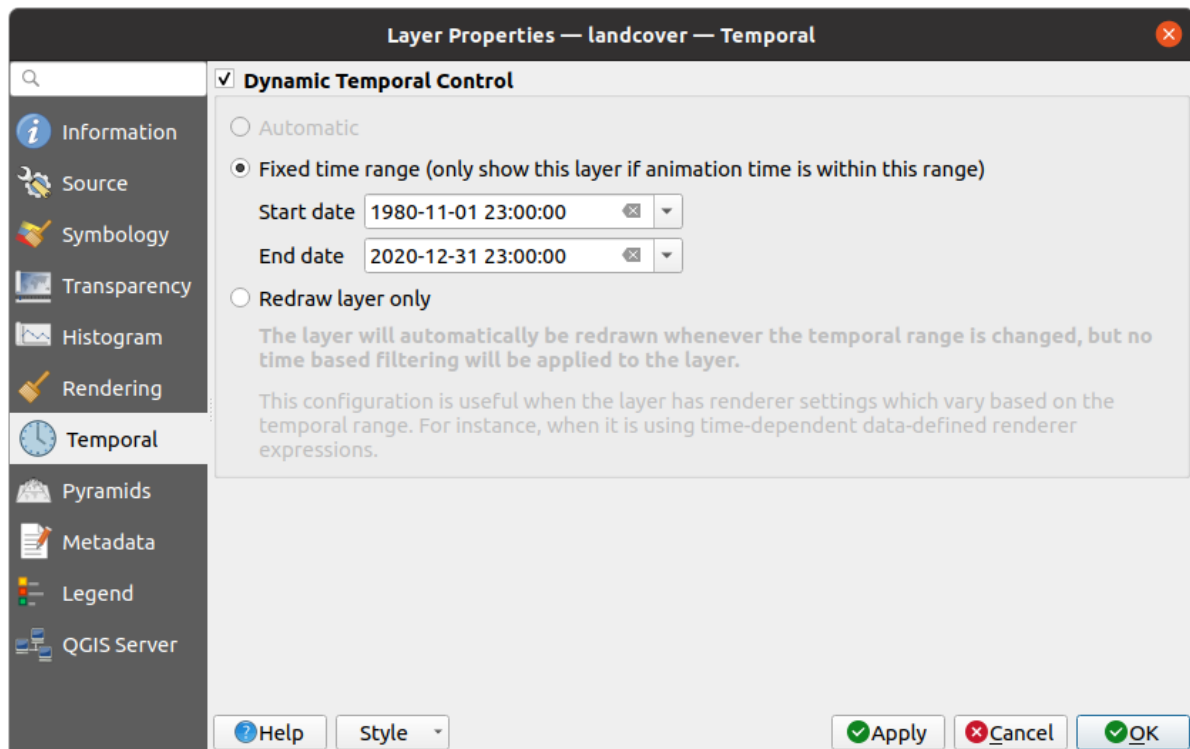 Layer Properties — landcover — Temporal
Information
Source
Symbology
Transparency
Histogram
Rendering
Temporal
Pyramids
Metadata
Legend
QGIS Server
Dynamic Temporal Control
Automatic
Fixed time range (only show this layer if animation time is within this range)
Start date 1980-11-01 23:00:00
End date 2020-12-31 23:00:00
Redraw layer only
The layer will automatically be redrawn whenever the temporal range is changed, but no
time based filtering will be applied to the layer.
This configuration is useful when the layer has renderer settings which vary based on the
temporal range. For instance, when it is using time-dependent data-defined renderer
expressions.
Help Style Apply Cancel OK